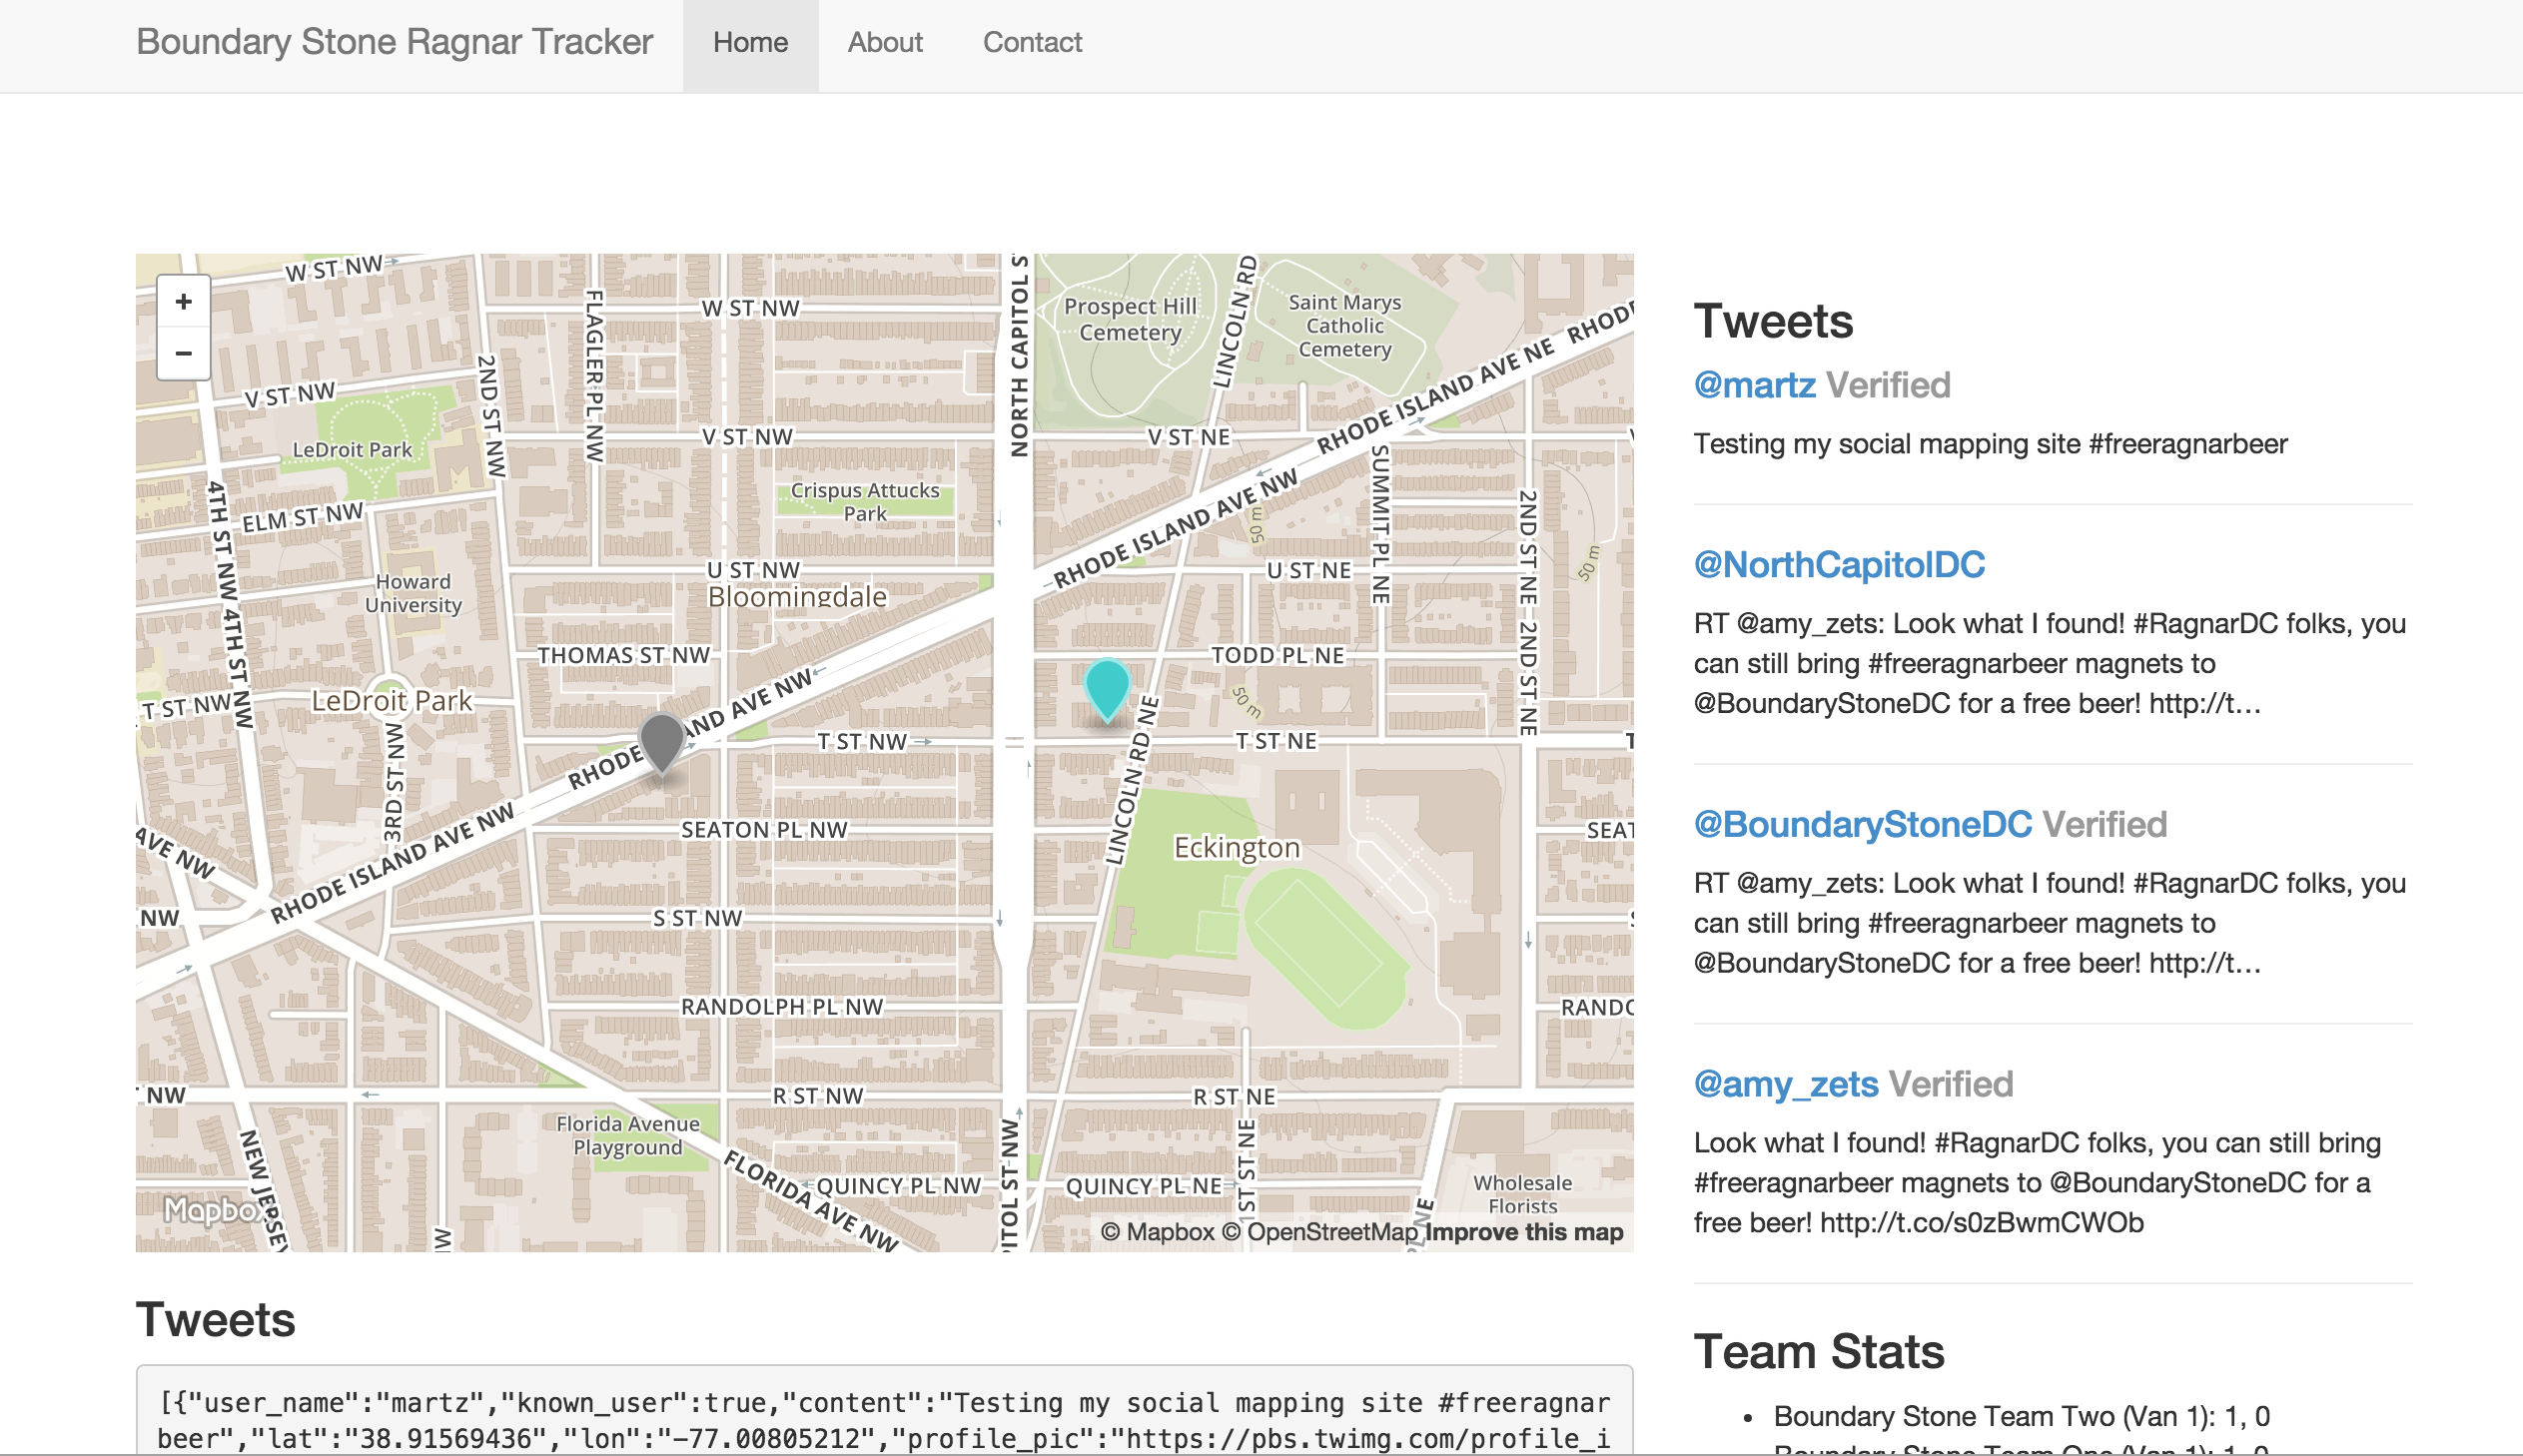 Boundary Stone Ragnar Tracker
Home
About
Contact
+
−
W ST NW
W ST NW
FLAGLER PL NW
2ND ST NW
V ST NW
V ST NW
LeDroit Park
4TH ST NW
4TH ST NW
ELM ST NW
Crispus Attucks
Park
NORTH CAPITOL S
Prospect Hill
Cemetery
LINCOLN RD
Saint Marys
Catholic
Cemetery
RHODE ISLAND AVE NE
RHODE
V ST NE
RHODE ISLAND AVE NW
50 m
SUMMIT PL NE
2ND ST NE
2ND ST NE
50 m
Howard
University
U ST NW
Bloomingdale
U ST NE
THOMAS ST NW
TODD PL NE
50 m
T ST NW
LeDroit Park
3RD ST NW
RHODE
AND AVE NW
T ST NW
T ST NE
LINCOLN RD NE
SEATON PL NW
SEAT
Eckington
AVE NW
RHODE ISLAND AVE NW
NW
S ST NW
S
RANDOLPH PL NW
RANDO
NW
R ST NW
R ST NE
Florida Avenue
Playground
NEW JERSEY
FLORIDA AVE NW
QUINCY PL NW
PITOL ST NW
QUINCY PL NE
1ST ST NE
Wholesale
Florists
PL NE
W
Mapbox
© Mapbox © OpenStreetMap Improve this map
Tweets
[{"user_name":"martz","known_user":true,"content":"Testing my social mapping site #freeragnar
beer","lat":"38.91569436","lon":"-77.00805212","profile_pic":"https://pbs.twimg.com/profile_i
Tweets
@martz Verified
Testing my social mapping site #freeragnarbeer
@NorthCapitolDC
RT @amy_zets: Look what I found! #RagnarDC folks, you
can still bring #freeragnarbeer magnets to
@BoundaryStoneDC for a free beer! http://t…
@BoundaryStoneDC Verified
RT @amy_zets: Look what I found! #RagnarDC folks, you
can still bring #freeragnarbeer magnets to
@BoundaryStoneDC for a free beer! http://t…
@amy_zets Verified
Look what I found! #RagnarDC folks, you can still bring
#freeragnarbeer magnets to @BoundaryStoneDC for a
free beer! http://t.co/s0zBwmCWOb
Team Stats
• Boundary Stone Team Two (Van 1): 1, 0